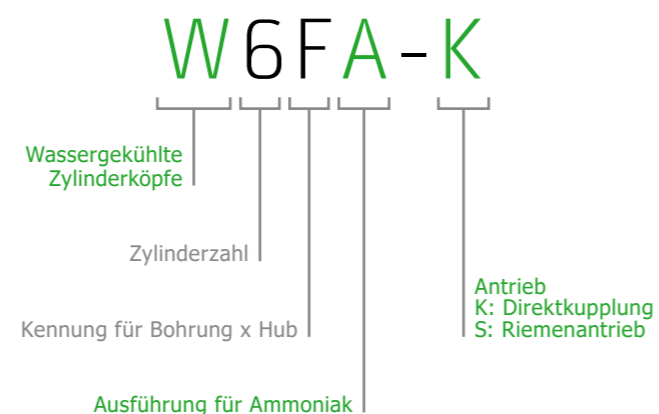 W6FA-K
Wassergekühlte
Zylinderköpfe
Zylinderzahl
Antrieb
K: Direktkupplung
S: Riemenantrieb
Kennung für Bohrung x Hub
Ausführung für Ammoniak